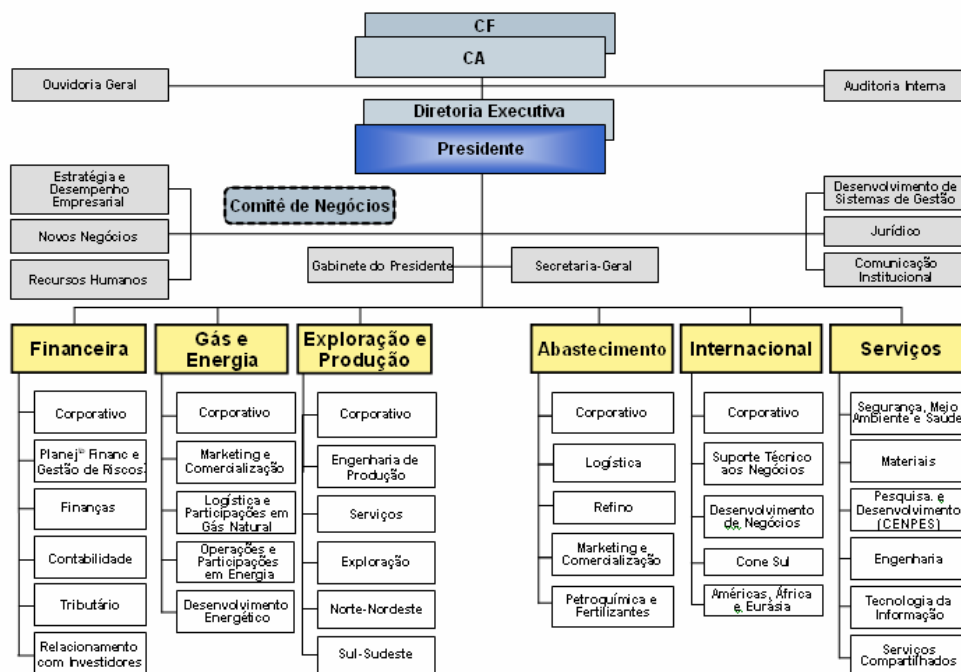 CF
CA
Ouvidoria Geral
Auditoria Interna
Diretoria Executiva
Presidente
Estratégia e
Desempenho
Empresarial
Novos Negócios
Recursos Humanos
Comitê de Negócios
Desenvolvimento de
Sistemas de Gestão
Jurídico
Comunicação
Institucional
Gabinete do Presidente
Secretaria-Geral
Financeira
Corporativo
Planejᵗᵒ Financ e
Gestão de Riscos
Finanças
Contabilidade
Tributário
Relacionamento
com Investidores
Gás e
Energia
Corporativo
Marketing e
Comercialização
Logística e
Participações em
Gás Natural
Operações e
Participações
em Energia
Desenvolvimento
Energético
Exploração e
Produção
Corporativo
Engenharia de
Produção
Serviços
Exploração
Norte-Nordeste
Sul-Sudeste
Abastecimento
Corporativo
Logística
Refino
Marketing e
Comercialização
Petroquímica e
Fertilizantes
Internacional
Corporativo
Suporte Técnico
aos Negócios
Desenvolvimento
de Negócios
Cone Sul
Américas, África
e Eurásia
Serviços
Segurança, Meio
Ambiente e Saúde
Materiais
Pesquisa. e
Desenvolvimento
(CENPES)
Engenharia
Tecnologia da
Informação
Serviços
Compartilhados